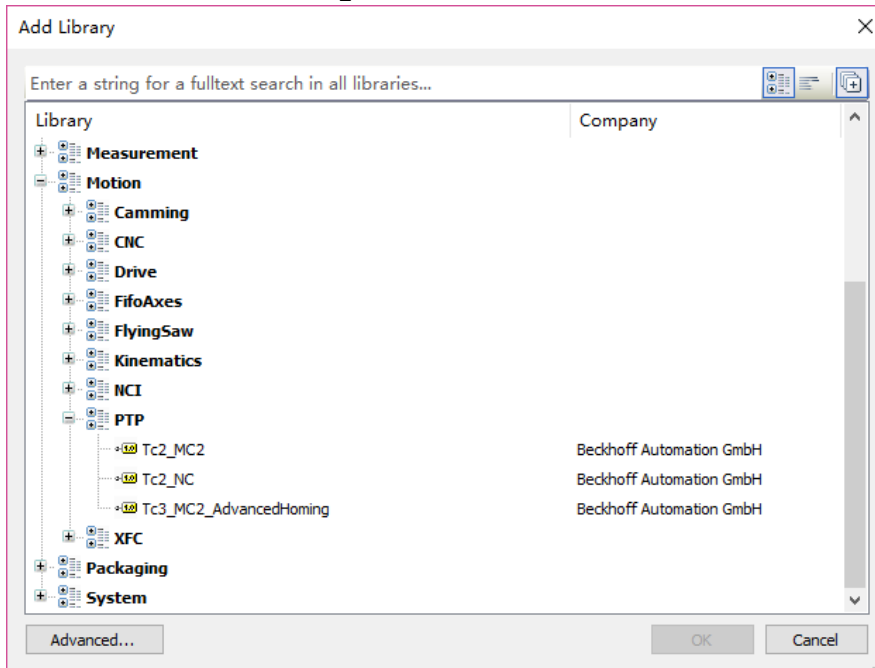 Add Library
Enter a string for a fulltext search in all libraries...
Library Company
Measurement
Motion
Camming
CNC
Drive
FifoAxes
FlyingSaw
Kinematics
NCI
PTP
Tc2_MC2 Beckhoff Automation GmbH
Tc2_NC Beckhoff Automation GmbH
Tc3_MC2_AdvancedHoming Beckhoff Automation GmbH
XFC
Packaging
System
Advanced... OK Cancel